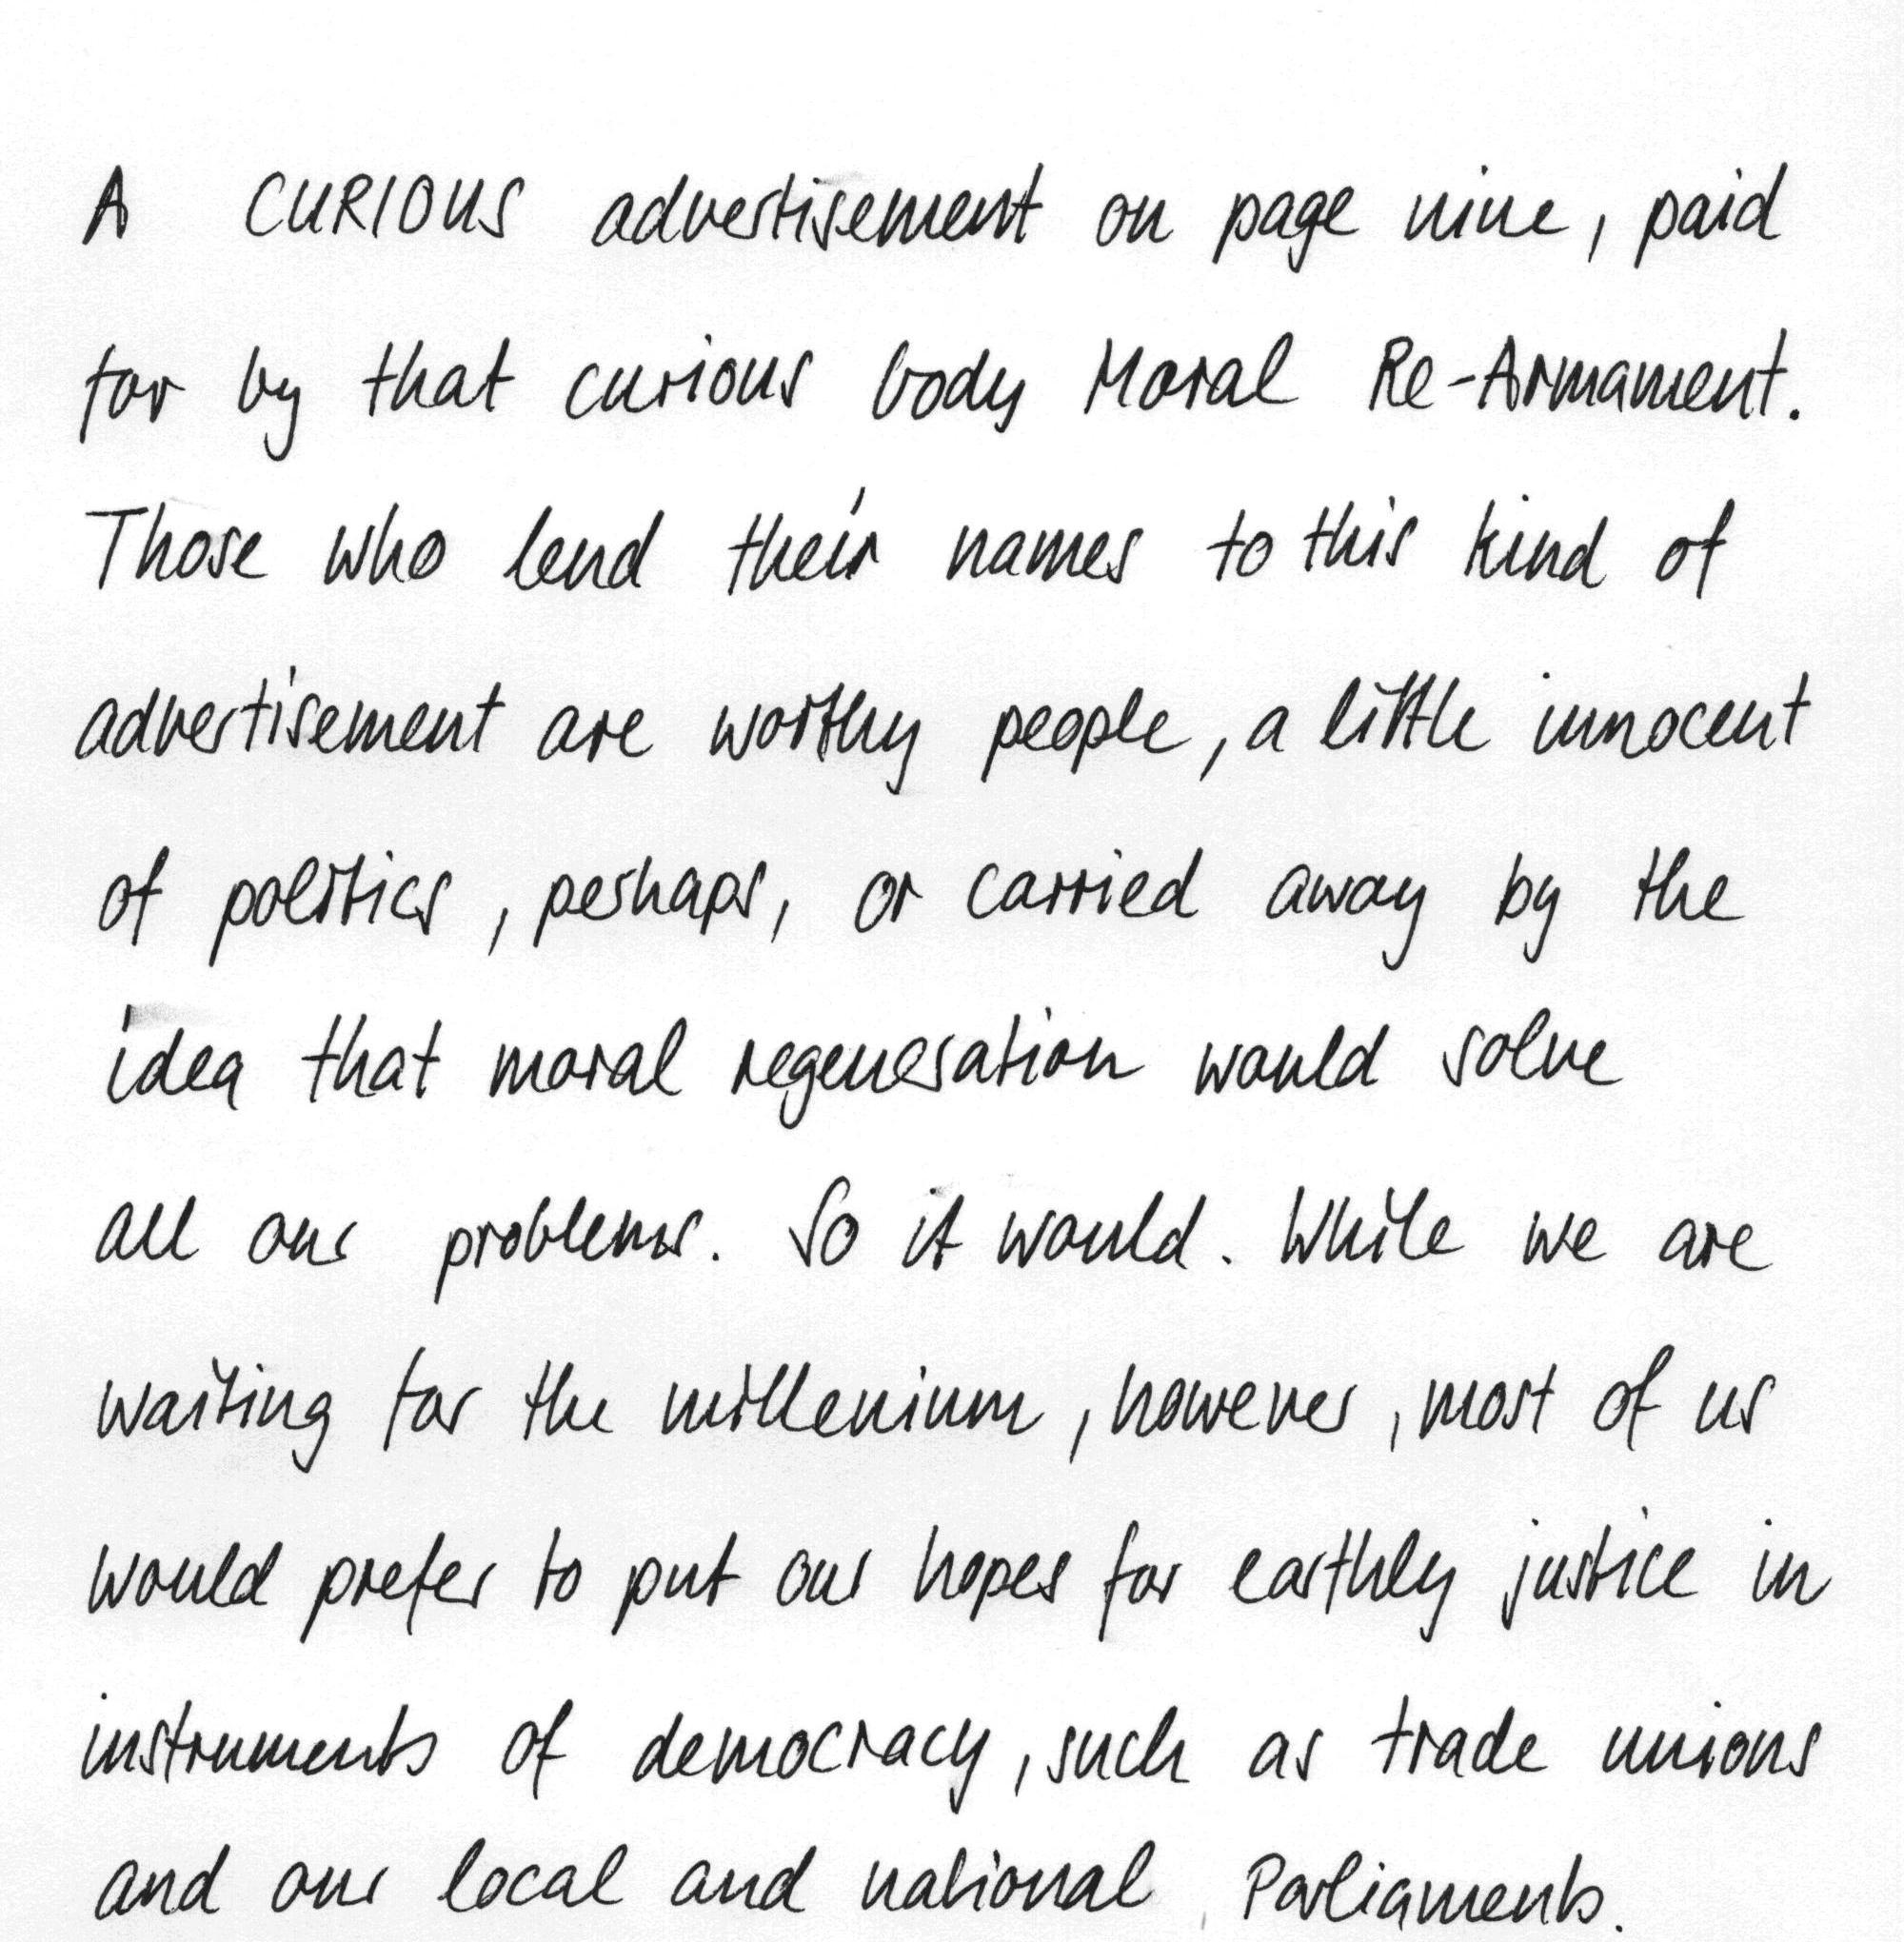 A CURIOUS advertisement on page nine, paid
for by that curious body Moral Re-Armament.
Those who lend their names to this kind of
advertisement are worthy people, a little innocent
of politics, perhaps, or carried away by the
idea that moral regeneration would solve
all our problems. So it would. While we are
waiting for the millenium, however, most of us
would prefer to put our hopes for earthly justice in
instruments of democracy, such as trade unions
and our local and national Parliaments.